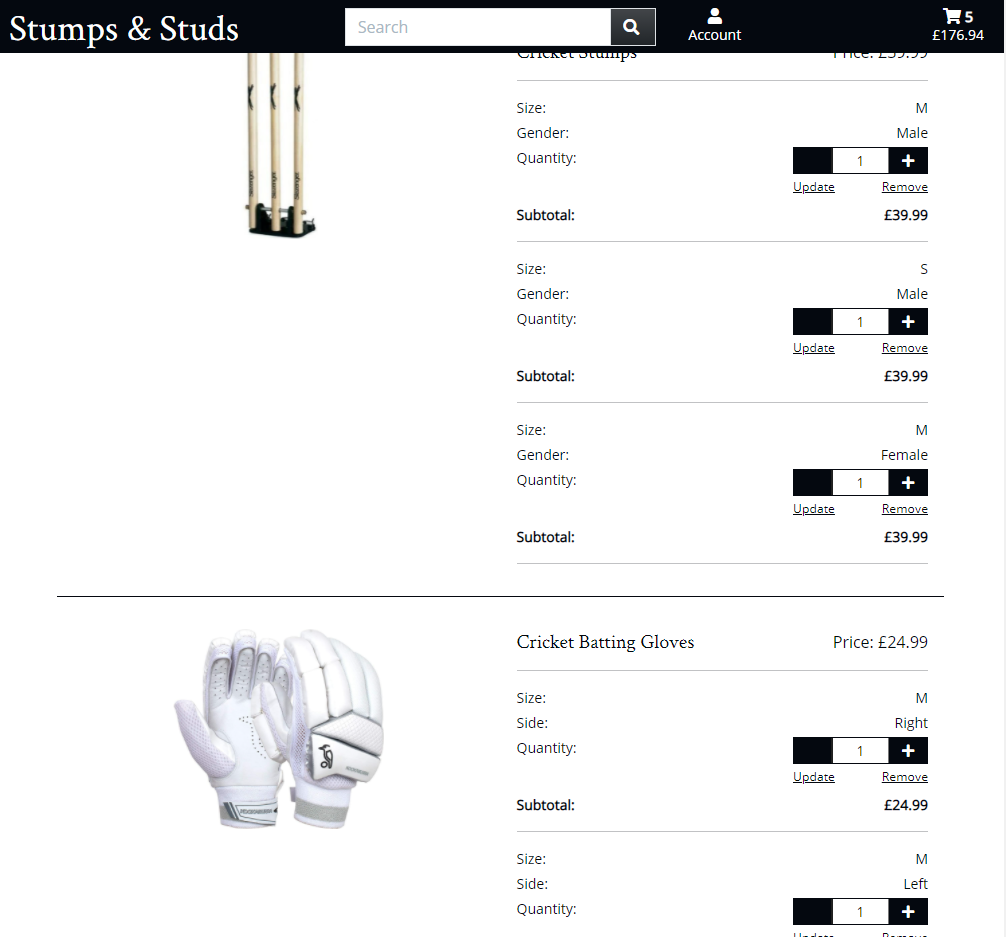 Stumps & Studs
Search
Account
5
£176.94
Cricket Stumps Price: £39.99
Size: M
Gender: Male
Quantity: 1 +
Update Remove
Subtotal: £39.99
Size: S
Gender: Male
Quantity: 1 +
Update Remove
Subtotal: £39.99
Size: M
Gender: Female
Quantity: 1 +
Update Remove
Subtotal: £39.99
Cricket Batting Gloves Price: £24.99
Size: M
Side: Right
Quantity: 1 +
Update Remove
Subtotal: £24.99
Size: M
Side: Left
Quantity: 1 +
Update Remove